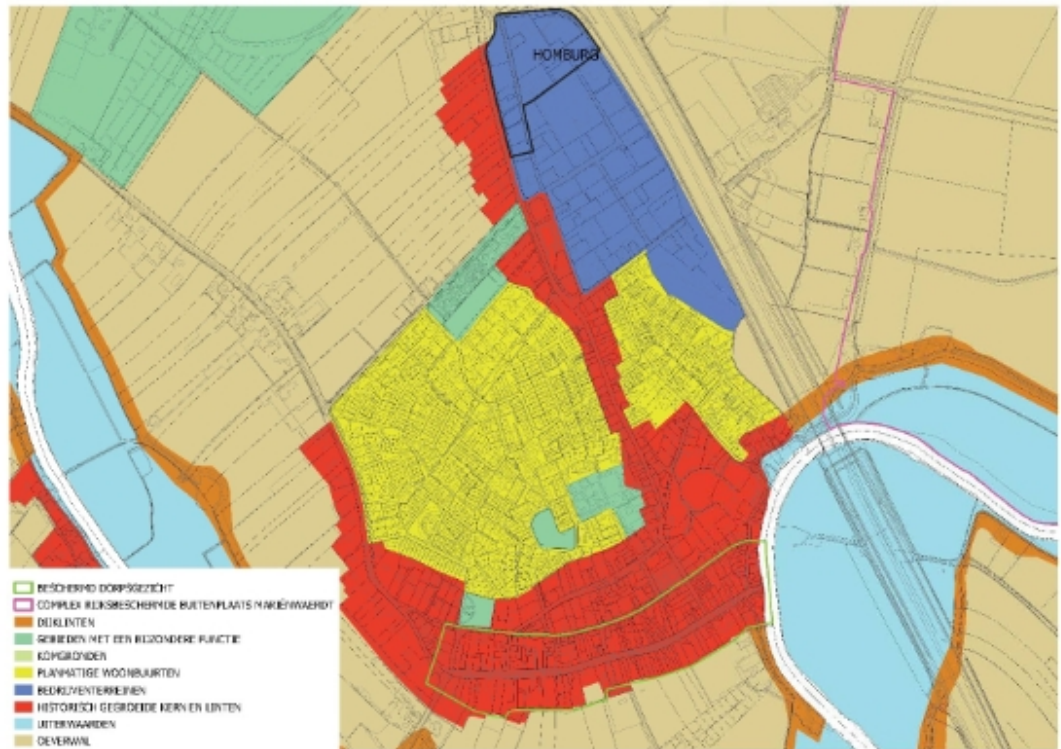 HOMBURG
BESCHERMD DORPSGEZICHT
COMPLEX RIJKSBESCHERMDE BUITENPLAATS MARIËNWAERDT
DIJKLINTEN
GEBIEDEN MET EEN BIJZONDERE FUNCTIE
KOMGRONDEN
PLANMATIGE WOONBUURTEN
BEDRIJVENTERREINEN
HISTORISCH GEGROEIDE KERN EN LINTEN
UITERWAARDEN
OEVERWAL